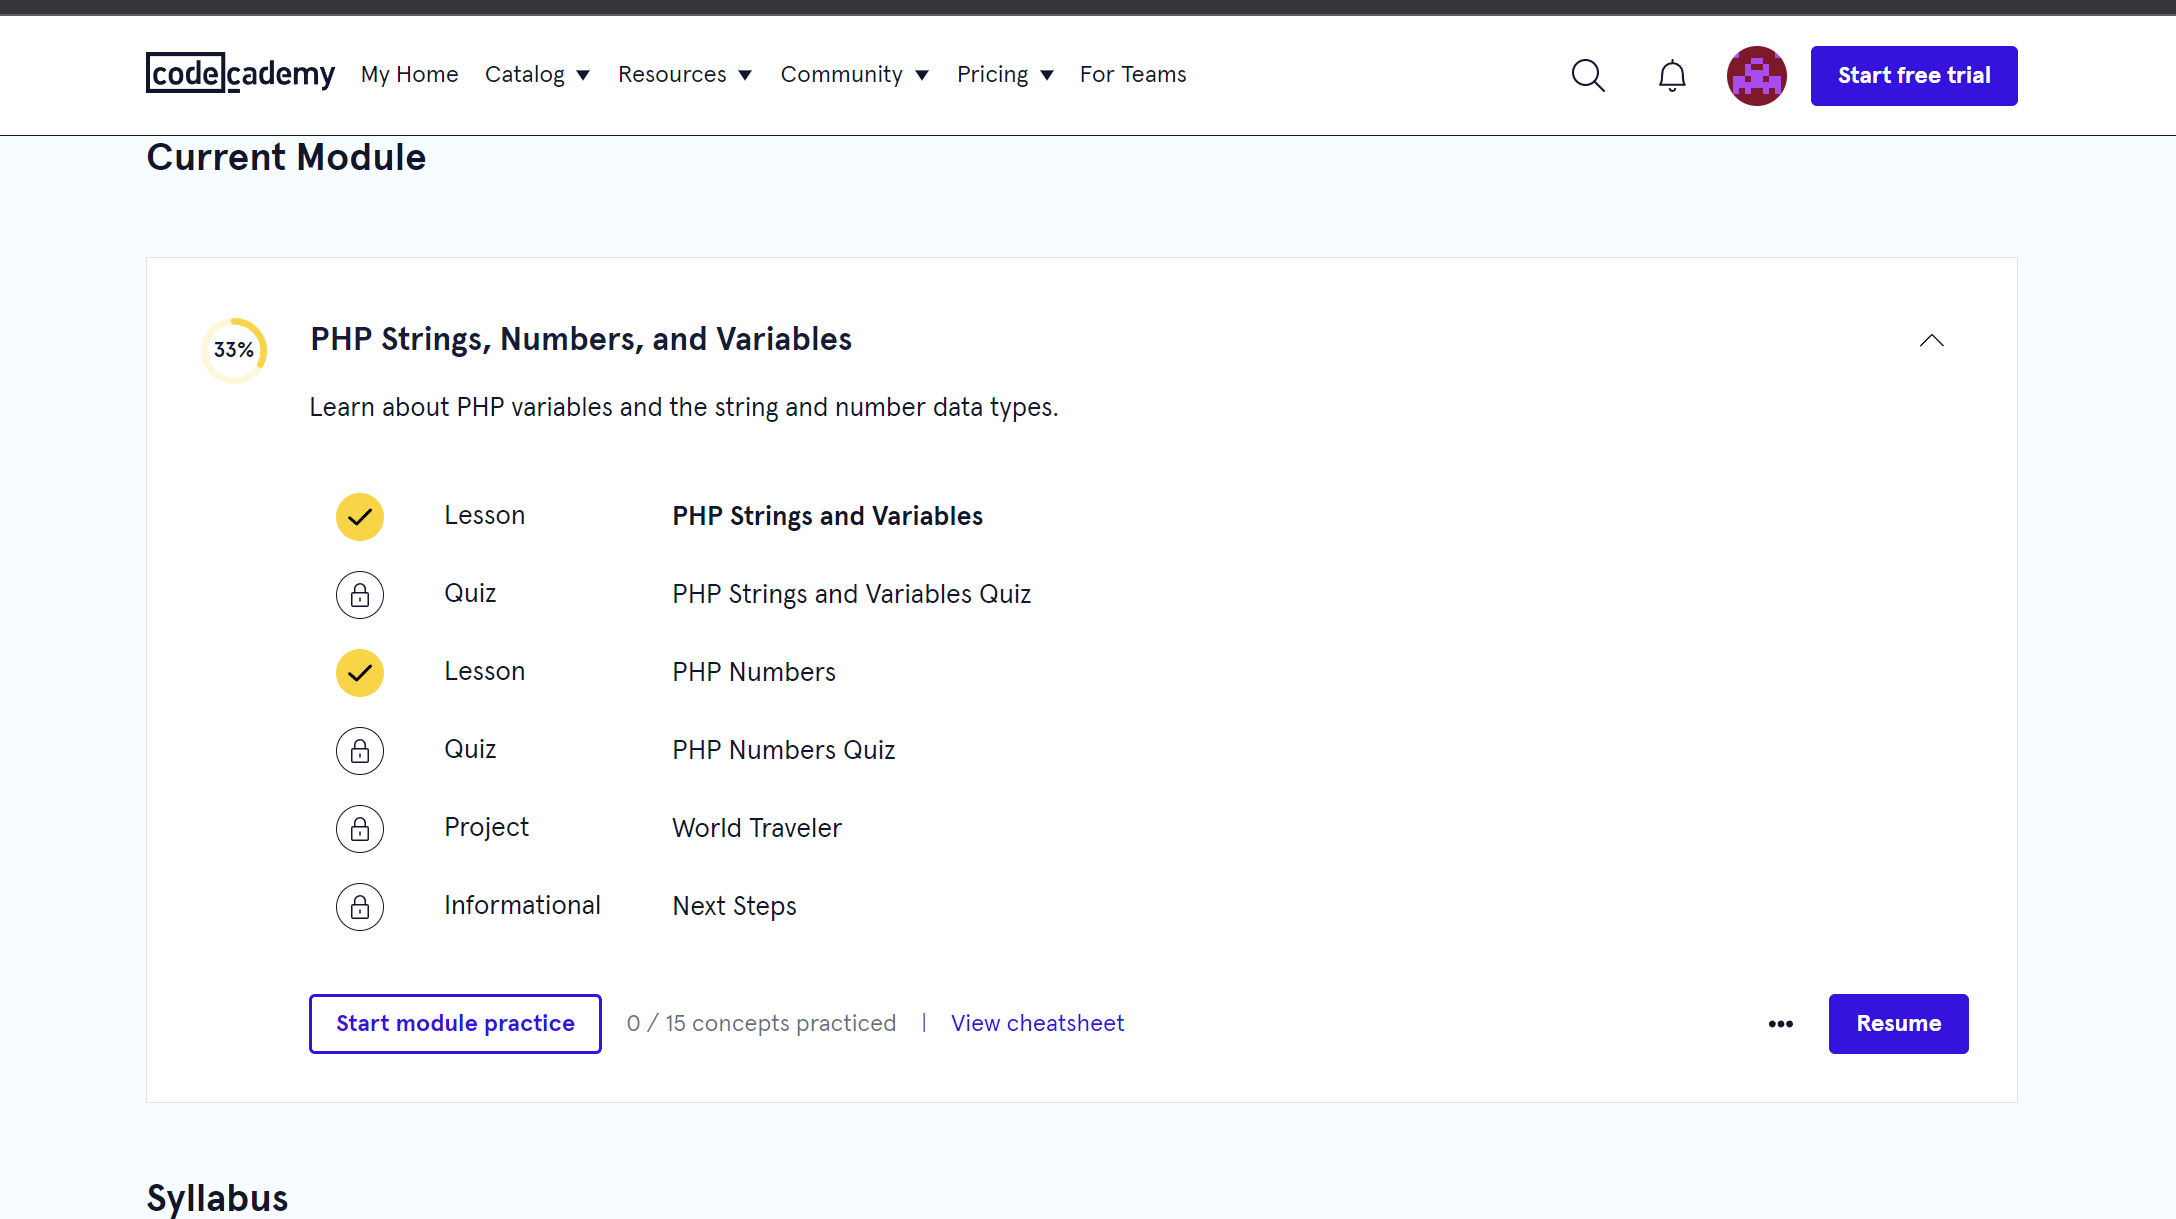 codecademy My Home Catalog Resources Community Pricing For Teams Start free trial
Current Module
33% PHP Strings, Numbers, and Variables
Learn about PHP variables and the string and number data types.
Lesson PHP Strings and Variables
Quiz PHP Strings and Variables Quiz
Lesson PHP Numbers
Quiz PHP Numbers Quiz
Project World Traveler
Informational Next Steps
Start module practice 0 / 15 concepts practiced | View cheatsheet ••• Resume
Syllabus